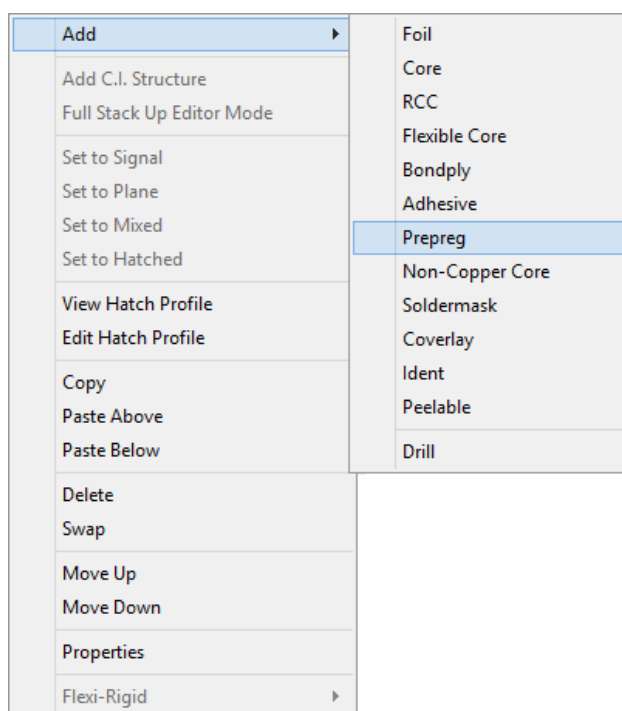 Add
Add C.I. Structure
Full Stack Up Editor Mode
Set to Signal
Set to Plane
Set to Mixed
Set to Hatched
View Hatch Profile
Edit Hatch Profile
Copy
Paste Above
Paste Below
Delete
Swap
Move Up
Move Down
Properties
Flexi-Rigid
Foil
Core
RCC
Flexible Core
Bondply
Adhesive
Prepreg
Non-Copper Core
Soldermask
Coverlay
Ident
Peelable
Drill